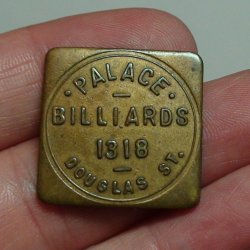 · PALACE ·
BILLIARDS
1318
DOUGLAS ST.